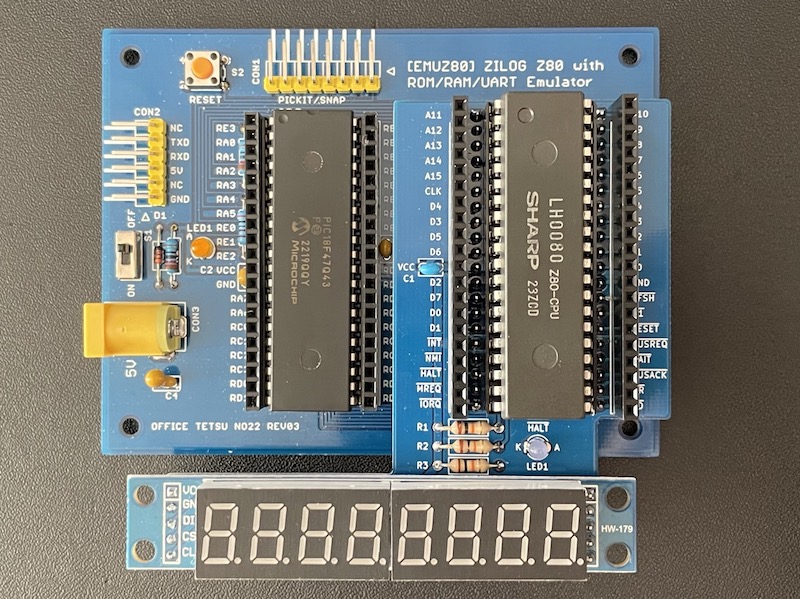 [EMUZ80] ZILOG Z80 with
ROM/RAM/UART Emulator
CON1
PICKIT/SNAP
S2
RESET
CON2
NC
TXD
RXD
5V
NC
GND
D1
OFF
S1
ON
LED1
A
K
C2 VCC
GND
CON3
5V
C4
RE3
RA0
RA1
RA2
RA3
RA4
RA5
RE0
RE1
RE2
PIC18F47Q43
2219QQY
MICROCHIP
OFFICE TETSU NO22 REV03
A11
A12
A13
A14
A15
CLK
D4
D3
D5
D6
VCC
C1
D2
D7
D0
D1
INT
NMI
HALT
MREQ
IORQ
LH0080 Z80-CPU
SHARP 23Z0D
R1
R2
R3
HALT
K
A
LED1
HW-179